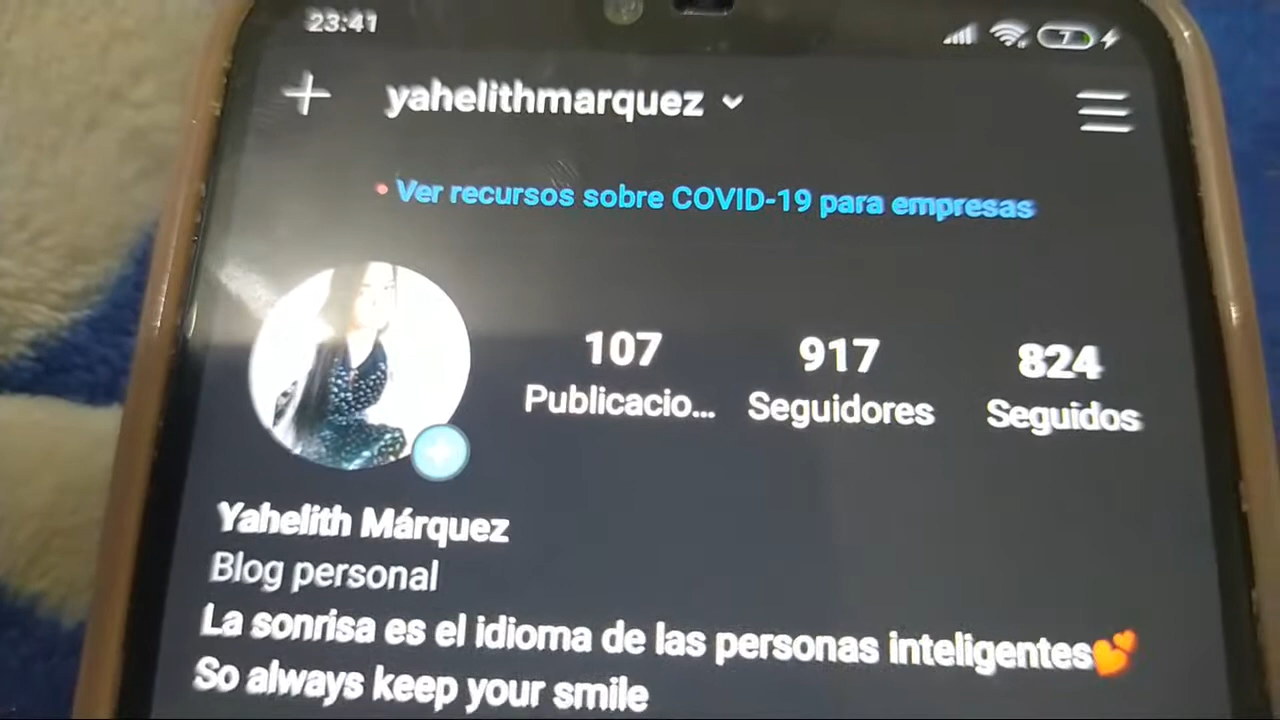 23:41
7
yahelithmarquez
Ver recursos sobre COVID-19 para empresas
107 917 824
Publicacio... Seguidores Seguidos
Yahelith Márquez
Blog personal
La sonrisa es el idioma de las personas inteligentes💕
So always keep your smile